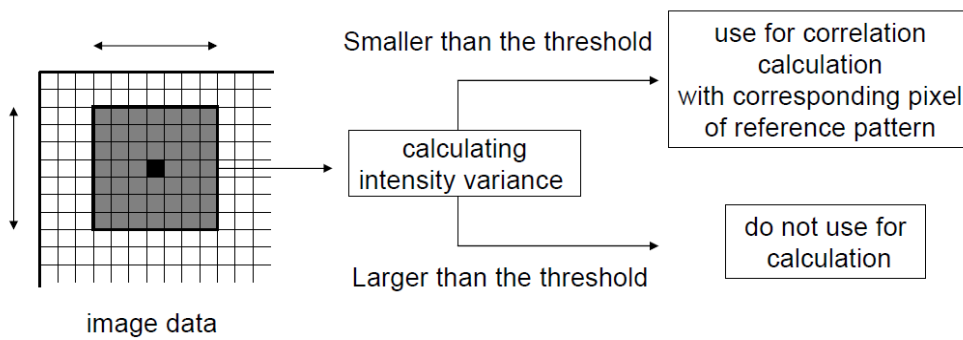 Smaller than the threshold
use for correlation
calculation
with corresponding pixel
of reference pattern
calculating
intensity variance
do not use for
calculation
Larger than the threshold
image data